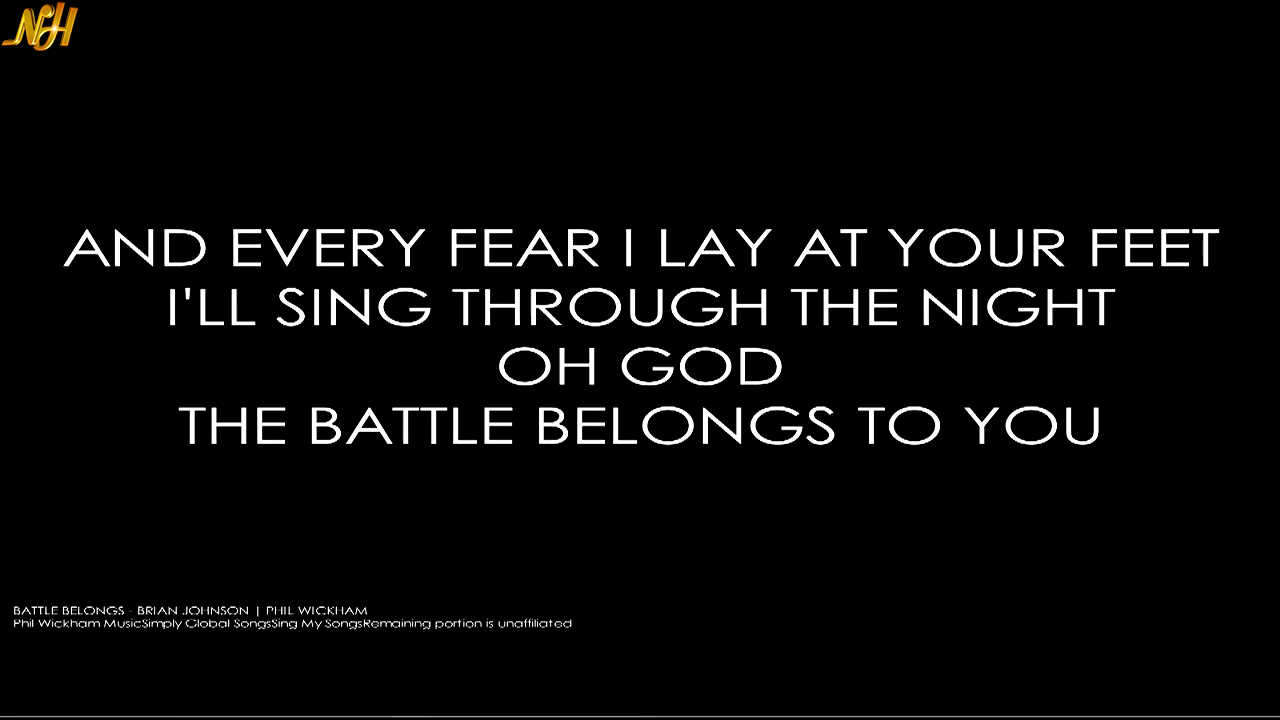 NH
AND EVERY FEAR I LAY AT YOUR FEET
I'LL SING THROUGH THE NIGHT
OH GOD
THE BATTLE BELONGS TO YOU
BATTLE BELONGS - BRIAN JOHNSON | PHIL WICKHAM
Phil Wickham MusicSimply Global SongsSing My SongsRemaining portion is unaffiliated